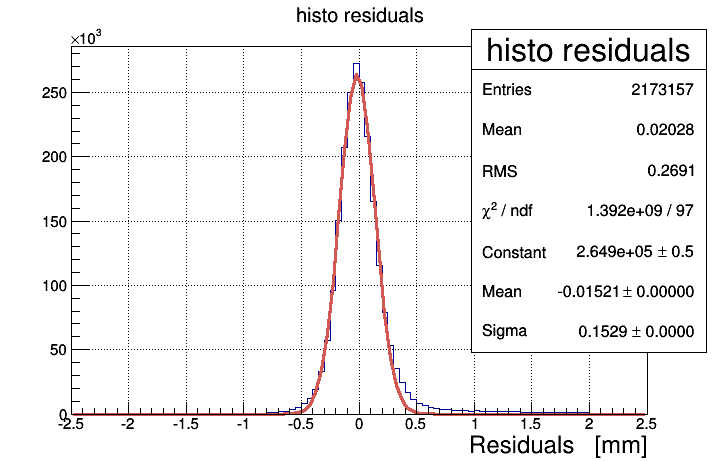 histo residuals
×10³
250
200
150
100
50
0
-2.5 -2 -1.5 -1 -0.5 0 0.5 1 1.5 2 2.5
Residuals [mm]
histo residuals
Entries 2173157
Mean 0.02028
RMS 0.2691
χ² / ndf 1.392e+09 / 97
Constant 2.649e+05 ± 0.5
Mean -0.01521 ± 0.00000
Sigma 0.1529 ± 0.0000